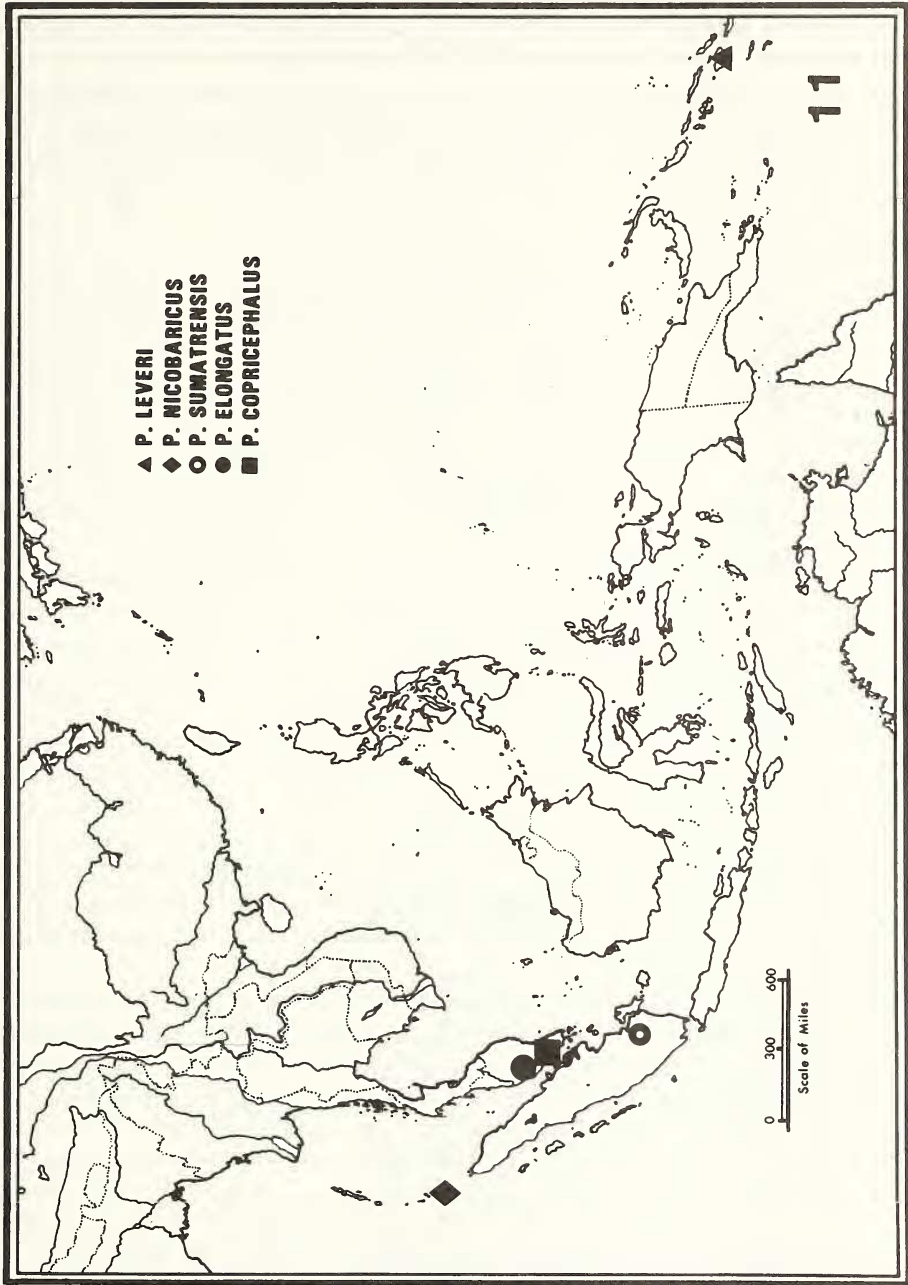 ▲ P. LEVERI
◆ P. NICOBARICUS
○ P. SUMATRENSIS
● P. ELONGATUS
■ P. COPRICEPHALUS
11
0 300 600
Scale of Miles